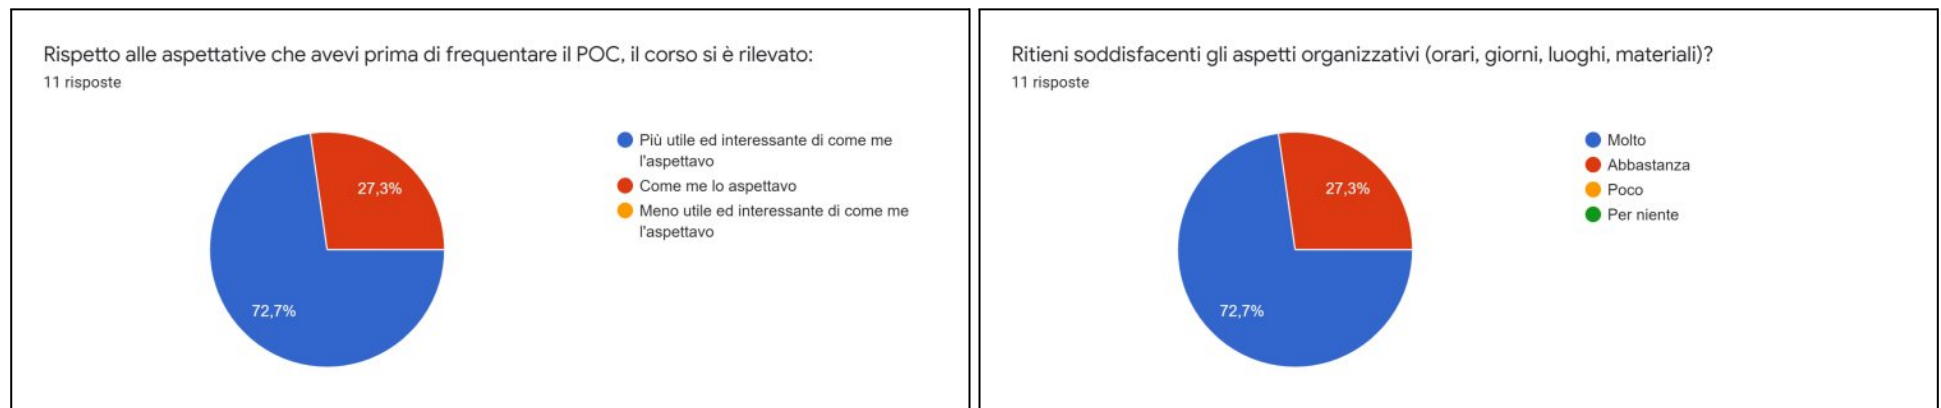 Rispetto alle aspettative che avevi prima di frequentare il POC, il corso si è rilevato:
11 risposte
Più utile ed interessante di come me
l'aspettavo
Come me lo aspettavo
Meno utile ed interessante di come me
l'aspettavo
27,3%
72,7%
Ritieni soddisfacenti gli aspetti organizzativi (orari, giorni, luoghi, materiali)?
11 risposte
Molto
Abbastanza
Poco
Per niente
27,3%
72,7%